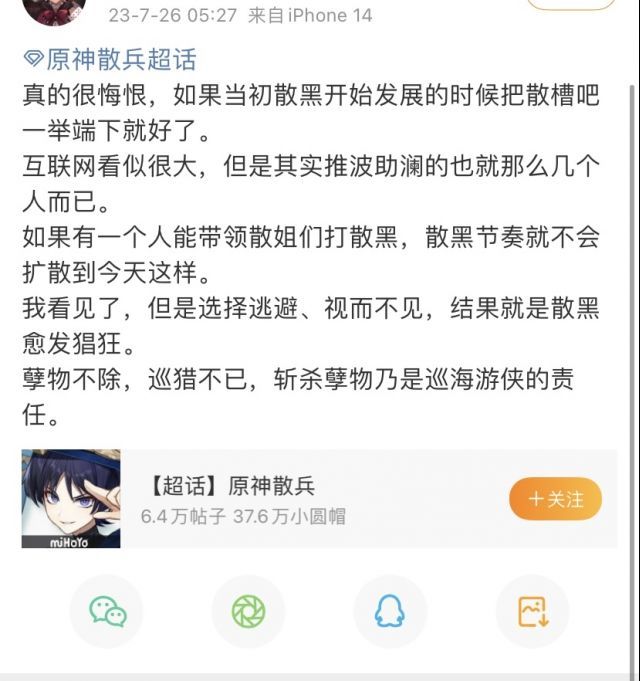 23-7-26 05:27 来自iPhone 14
原神散兵超话
真的很悔恨，如果当初散黑开始发展的时候把散槽吧
一举端下就好了。
互联网看似很大，但是其实推波助澜的也就那么几个
人而已。
如果有一个人能带领散姐们打散黑，散黑节奏就不会
扩散到今天这样。
我看见了，但是选择逃避、视而不见，结果就是散黑
愈发猖狂。
孽物不除，巡猎不已，斩杀孽物乃是巡海游侠的责
任。
【超话】原神散兵
6.4万帖子 37.6万小圆帽
+关注
miHoYo